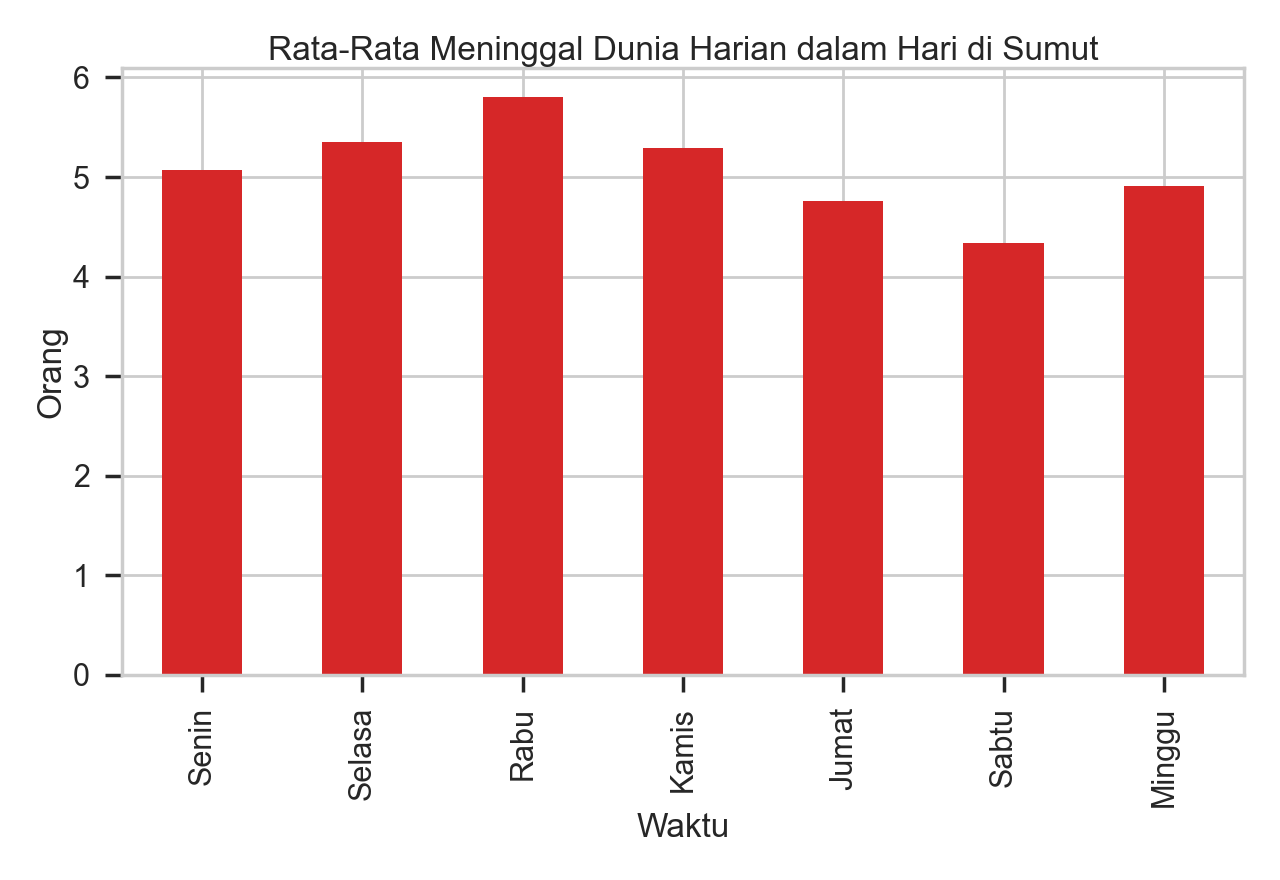 Rata-Rata Meninggal Dunia Harian dalam Hari di Sumut
6
5
4
3
2
1
0
Orang
Senin
Selasa
Rabu
Kamis
Jumat
Sabtu
Minggu
Waktu